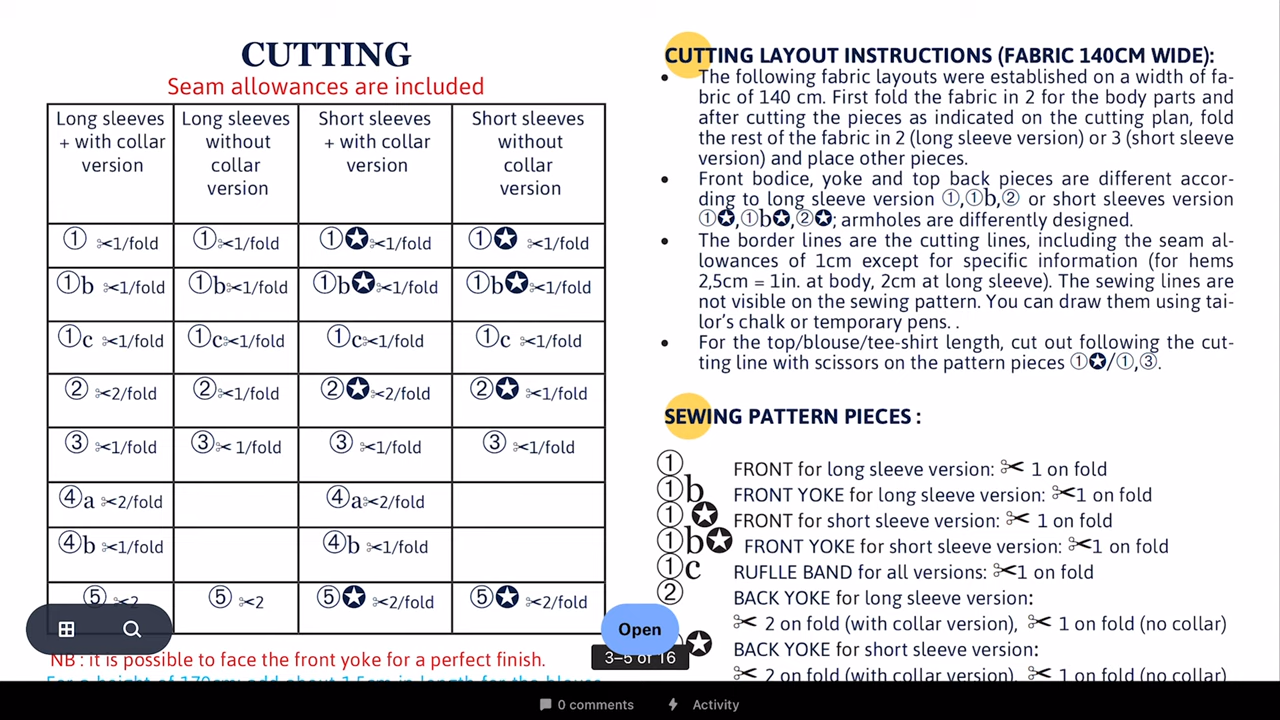 CUTTING
Seam allowances are included
Long sleeves + with collar version
Long sleeves without collar version
Short sleeves + with collar version
Short sleeves without collar version
① ✂1/fold ①✂1/fold ①✪✂1/fold ①✪ ✂1/fold
①b ✂1/fold ①b✂1/fold ①b✪✂1/fold ①b✪✂1/fold
①c ✂1/fold ①c✂1/fold ①c✂1/fold ①c ✂1/fold
② ✂2/fold ②✂1/fold ②✪✂2/fold ②✪ ✂1/fold
③ ✂1/fold ③✂ 1/fold ③ ✂1/fold ③ ✂1/fold
④a ✂2/fold ④a✂2/fold
④b ✂1/fold ④b ✂1/fold
⑤ ✂2 ⑤ ✂2 ⑤✪ ✂2/fold ⑤✪ ✂2/fold
NB : it is possible to face the front yoke for a perfect finish.
CUTTING LAYOUT INSTRUCTIONS (FABRIC 140CM WIDE):
• The following fabric layouts were established on a width of fa-
bric of 140 cm. First fold the fabric in 2 for the body parts and
after cutting the pieces as indicated on the cutting plan, fold
the rest of the fabric in 2 (long sleeve version) or 3 (short sleeve
version) and place other pieces.
• Front bodice, yoke and top back pieces are different accor-
ding to long sleeve version ①,①b,② or short sleeves version
①✪,①b✪,②✪; armholes are differently designed.
• The border lines are the cutting lines, including the seam al-
lowances of 1cm except for specific information (for hems
2,5cm = 1in. at body, 2cm at long sleeve). The sewing lines are
not visible on the sewing pattern. You can draw them using tai-
lor's chalk or temporary pens. .
• For the top/blouse/tee-shirt length, cut out following the cut-
ting line with scissors on the pattern pieces ①✪/①,③.
SEWING PATTERN PIECES :
① FRONT for long sleeve version: ✂ 1 on fold
①b FRONT YOKE for long sleeve version: ✂1 on fold
① ✪ FRONT for short sleeve version: ✂ 1 on fold
①b✪ FRONT YOKE for short sleeve version: ✂1 on fold
①c RUFLLE BAND for all versions: ✂1 on fold
② BACK YOKE for long sleeve version:
✂ 2 on fold (with collar version), ✂ 1 on fold (no collar)
✪ BACK YOKE for short sleeve version:
✂ 2 on fold (with collar version), ✂ 1 on fold (no collar)
Open
3–5 of 16
0 comments
Activity